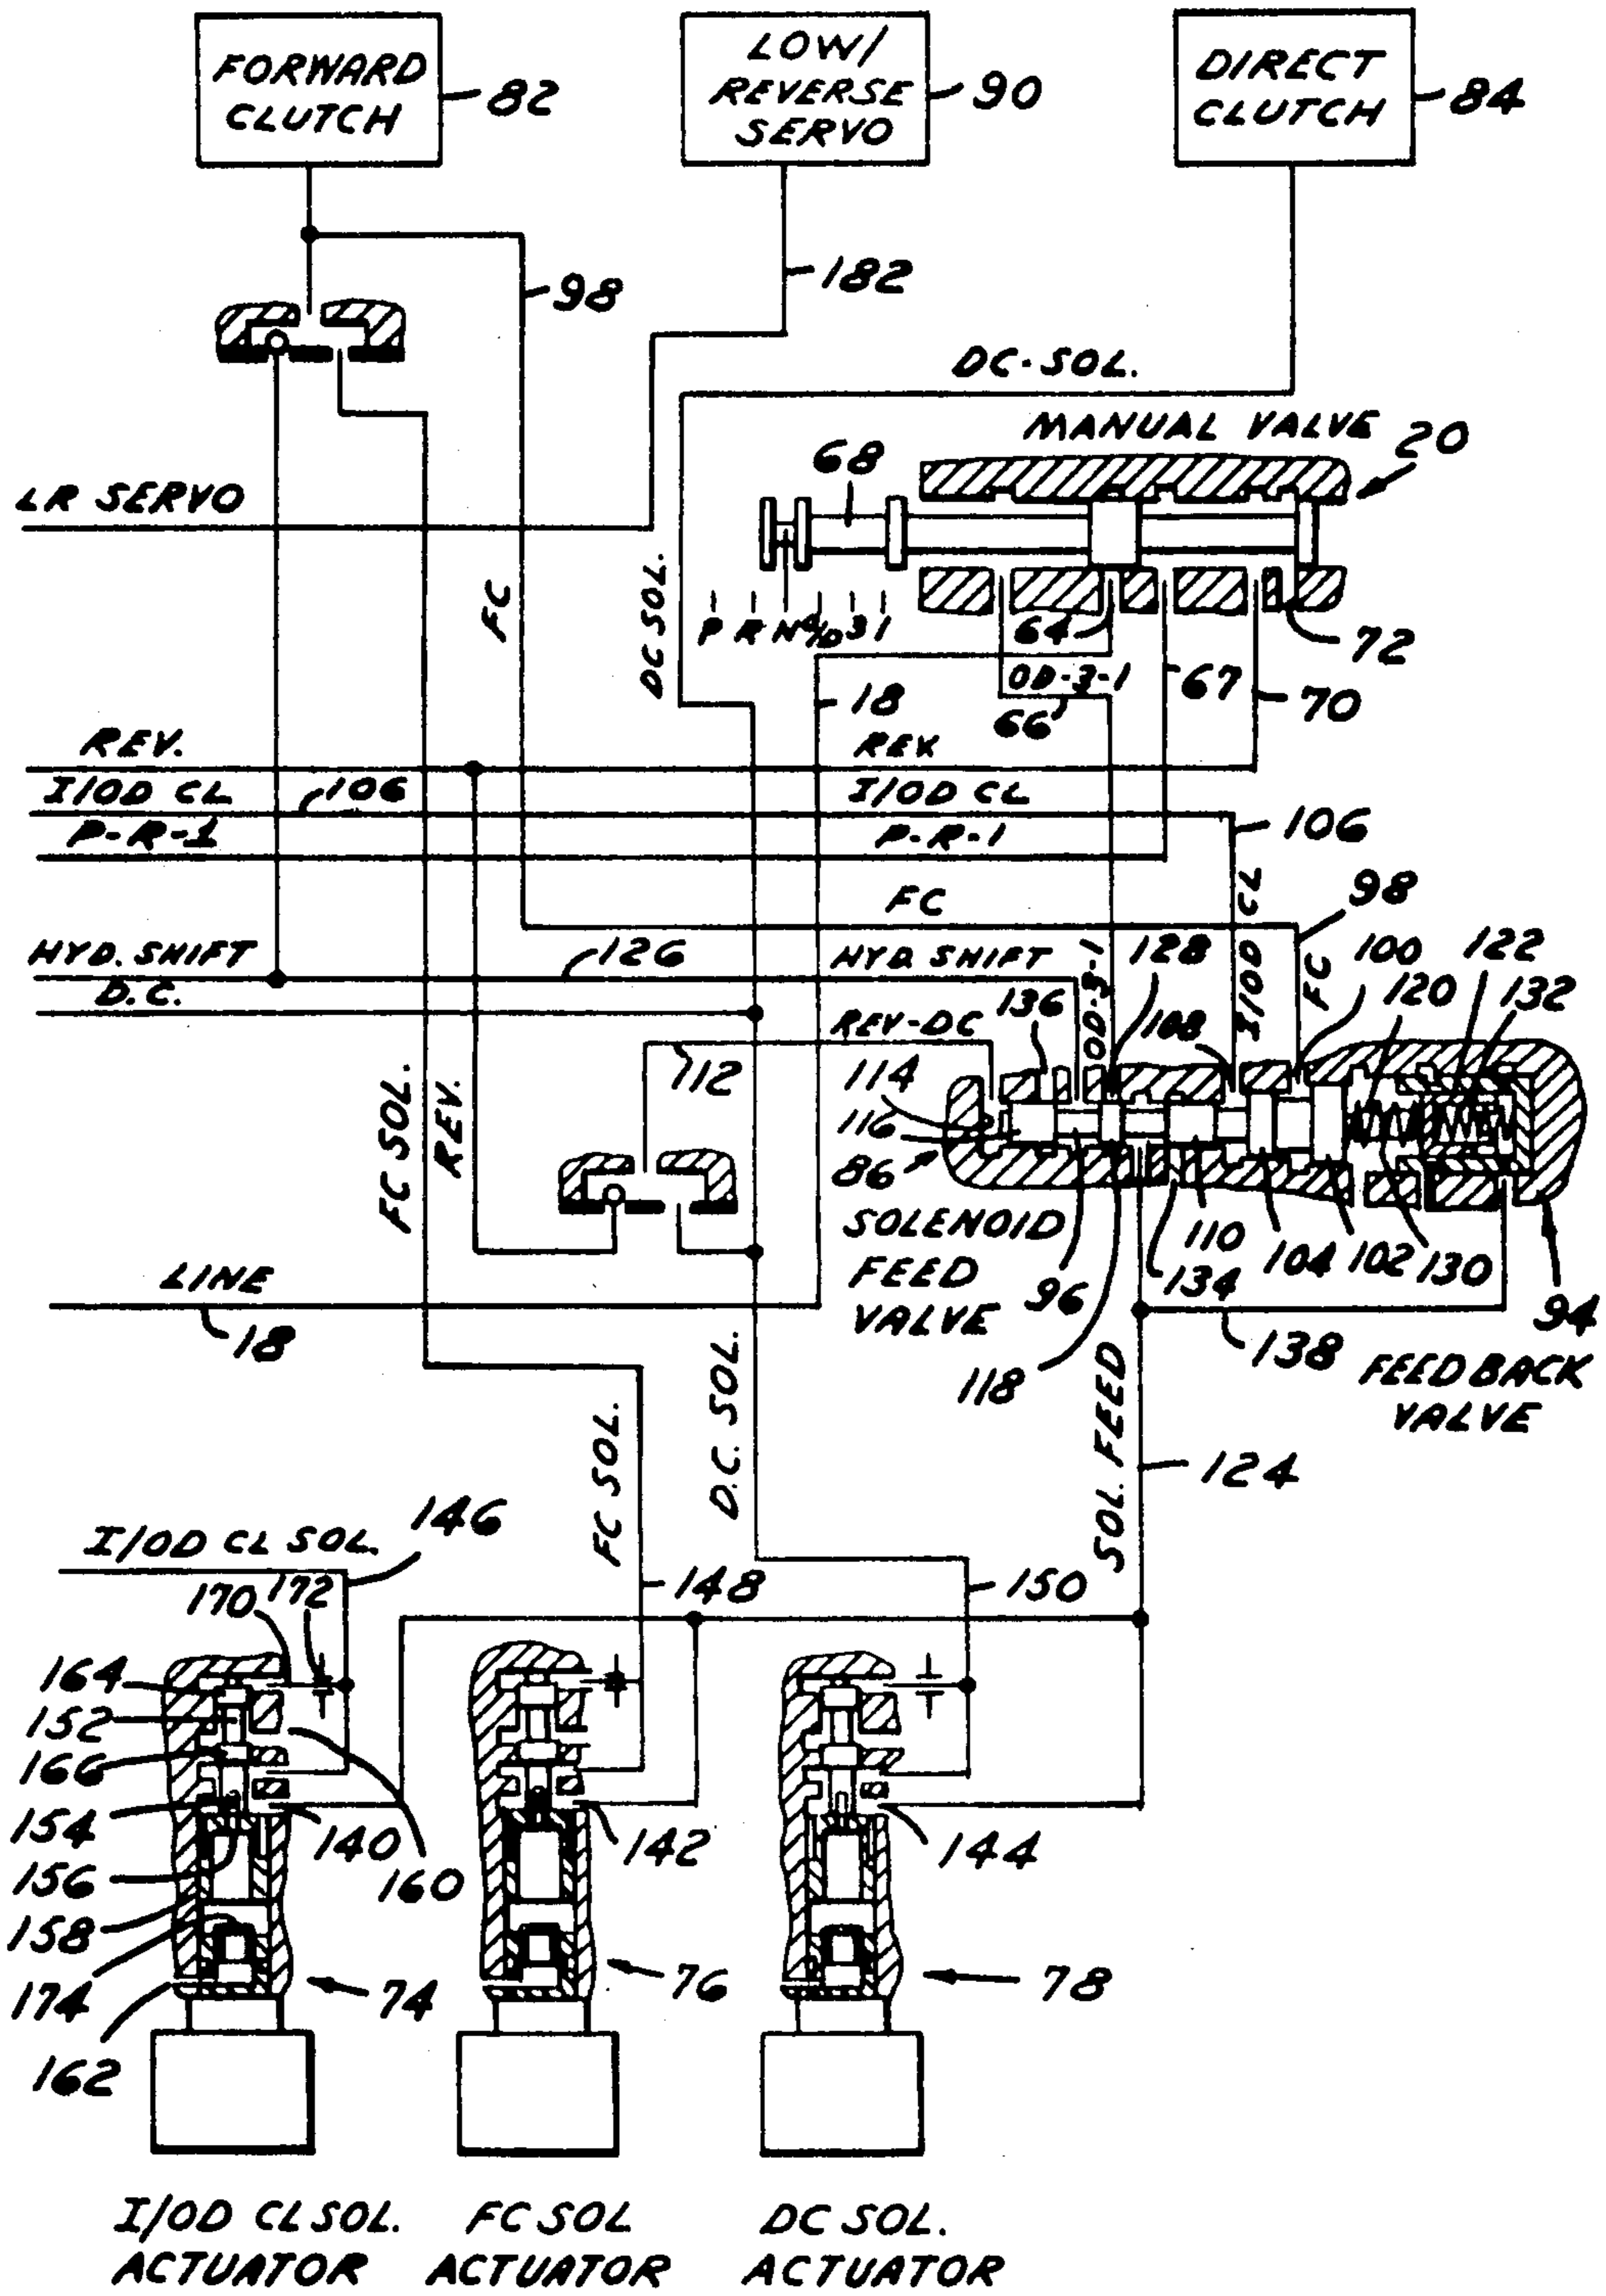 FORWARD
CLUTCH
82
LOW/
REVERSE
SERVO
90
DIRECT
CLUTCH
84
98
182
DC-SOL.
MANUAL VALVE
20
68
LR SERVO
FC
DC SOL.
P R N 4/D 3 1
64
72
OD-3-1
67
18
66
70
REV.
REV
I/OD CL
106
I/OD CL
P-R-1
P-R-1
106
FC
I/OD CL
98
HYD. SHIFT
126
HYD SHIFT
128
100
122
D.C.
136
OD-3-1
108
FC
120
132
REV-DC
112
114
116
86
FC SOL.
REV.
SOLENOID
FEED
VALVE
96
134
110
104
102
130
94
LINE
18
118
138
FEEDBACK
VALVE
D.C. SOL.
SOL. FEED
124
FC SOL.
146
I/OD CL SOL.
170
172
148
150
164
152
166
154
140
142
144
156
160
158
174
74
76
78
162
I/OD CL SOL.
ACTUATOR
FC SOL
ACTUATOR
DC SOL.
ACTUATOR